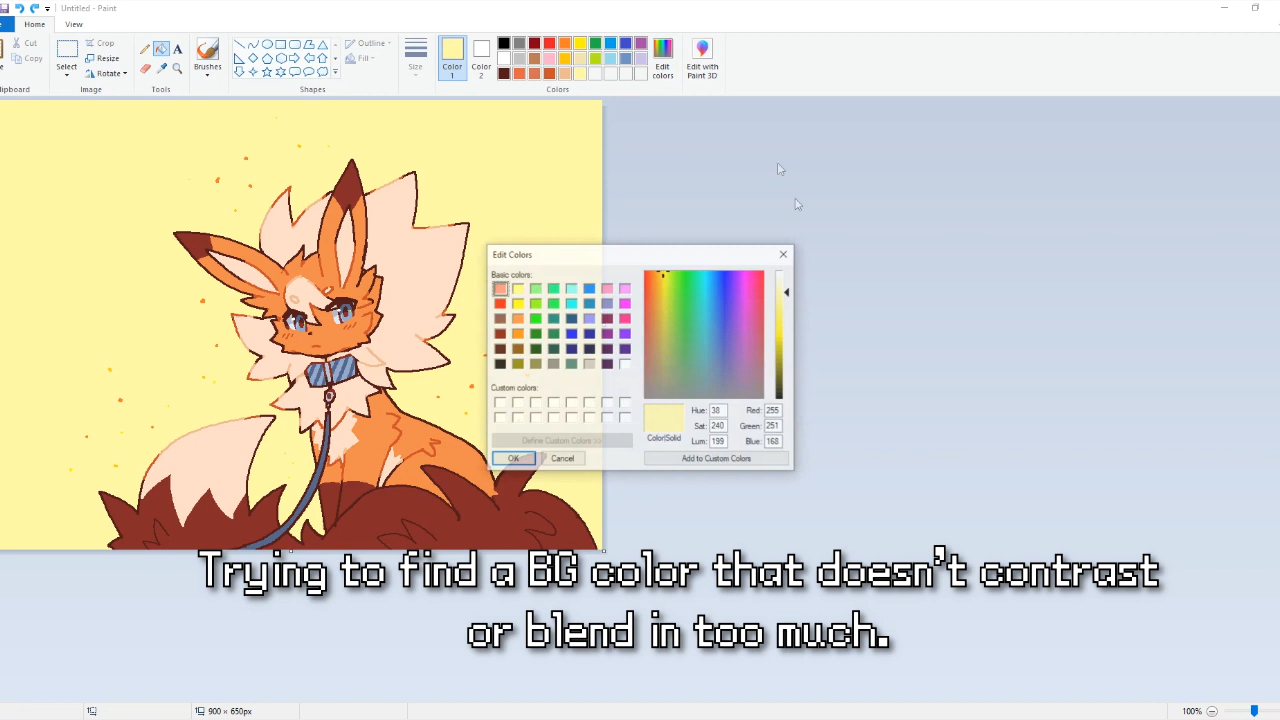 Untitled - Paint
Home View
Cut
Copy
lipboard
Select
Crop
Resize
Rotate
Image
Tools
Brushes
Outline
Fill
Shapes
Size
Color 1
Color 2
Edit colors
Colors
Edit with Paint 3D
Edit Colors
Basic colors:
Custom colors:
Define Custom Colors >>
OK Cancel
Color|Solid
Hue: 38 Red: 255
Sat: 240 Green: 251
Lum: 199 Blue: 168
Add to Custom Colors
Trying to find a BG color that doesn't contrast
or blend in too much.
900 × 650px
100%